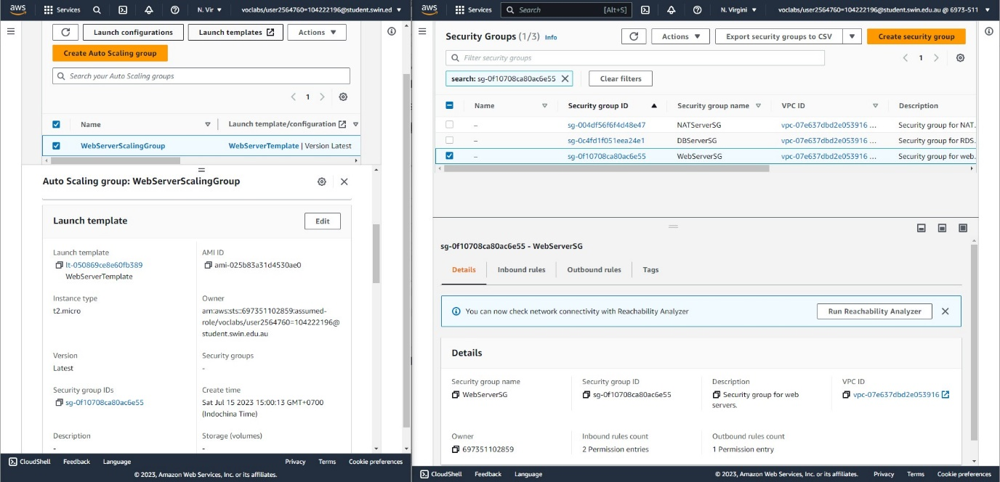 aws
Services
N. Vir
voclabs/user2564760=104222196@student.swin.ed
Launch configurations
Launch templates
Actions
Create Auto Scaling group
Search your Auto Scaling groups
1
Name
Launch template/configuration
WebServerScalingGroup
WebServerTemplate | Version Latest
Auto Scaling group: WebServerScalingGroup
Launch template
Edit
Launch template
lt-050869ce8e60fb389
WebServerTemplate
AMI ID
ami-025b83a31d4530ae0
Instance type
t2.micro
Owner
arn:aws:sts::697351102859:assumed-
role/voclabs/user2564760=104222196@
student.swin.edu.au
Version
Latest
Security groups
-
Security group IDs
sg-0f10708ca80ac6e55
Create time
Sat Jul 15 2023 15:00:13 GMT+0700
(Indochina Time)
Description
-
Storage (volumes)
-
CloudShell
Feedback
Language
Privacy
Terms
Cookie preferences
© 2023, Amazon Web Services, Inc. or its affiliates.
aws
Services
Search
[Alt+S]
N. Virgini
voclabs/user2564760=104222196@student.swin.edu.au @ 6973-511
Security Groups (1/3) Info
Actions
Export security groups to CSV
Create security group
Filter security groups
1
search: sg-0f10708ca80ac6e55
Clear filters
Name
Security group ID
Security group name
VPC ID
Description
– sg-004df56f6f4d48e47 NATServerSG vpc-07e637dbd2e053916 ... Security group for NAT.
– sg-0c4fd1f051eea24e1 DBServerSG vpc-07e637dbd2e053916 ... Security group for RDS.
– sg-0f10708ca80ac6e55 WebServerSG vpc-07e637dbd2e053916 ... Security group for web.
sg-0f10708ca80ac6e55 - WebServerSG
Details
Inbound rules
Outbound rules
Tags
You can now check network connectivity with Reachability Analyzer
Run Reachability Analyzer
Details
Security group name
WebServerSG
Security group ID
sg-0f10708ca80ac6e55
Description
Security group for web
servers.
VPC ID
vpc-07e637dbd2e053916
Owner
697351102859
Inbound rules count
2 Permission entries
Outbound rules count
1 Permission entry
CloudShell
Feedback
Language
© 2023, Amazon Web Services, Inc. or its affiliates.
Privacy
Terms
Cookie preferences